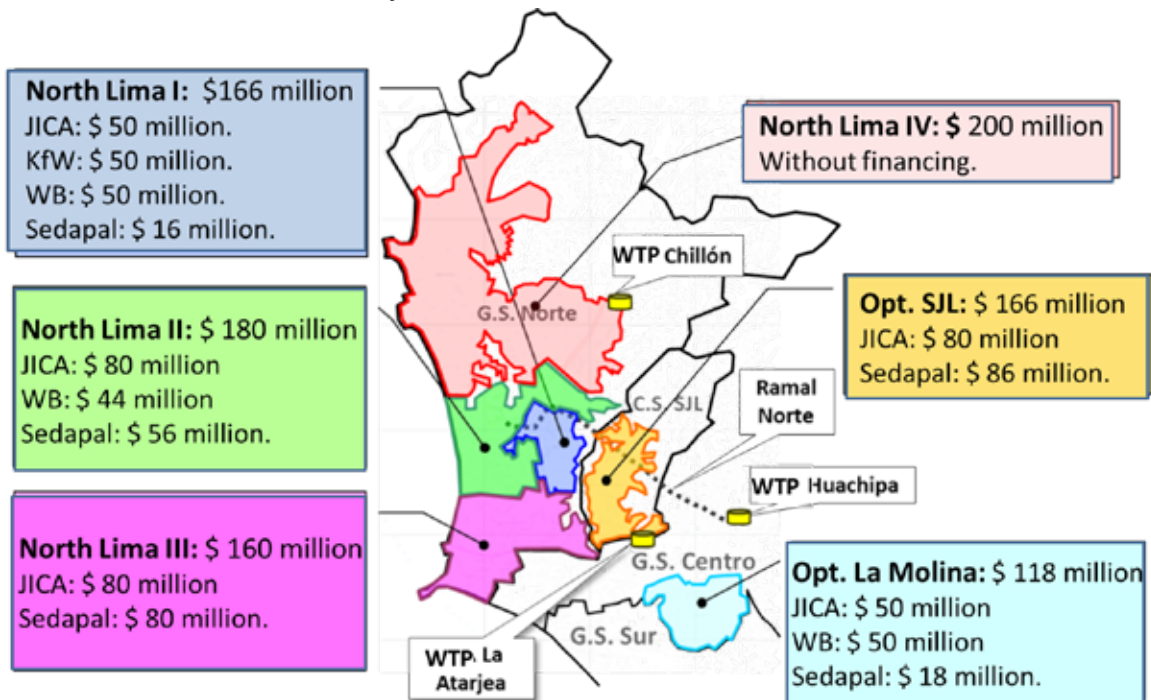 North Lima I: $166 million
JICA: $ 50 million.
KfW: $ 50 million.
WB: $ 50 million.
Sedapal: $ 16 million.
North Lima II: $ 180 million
JICA: $ 80 million
WB: $ 44 million
Sedapal: $ 56 million.
North Lima III: $ 160 million
JICA: $ 80 million
Sedapal: $ 80 million.
North Lima IV: $ 200 million
Without financing.
WTP Chillón
G.S. Norte
Opt. SJL: $ 166 million
JICA: $ 80 million
Sedapal: $ 86 million.
C.S. SJL
Ramal
Norte
WTP Huachipa
G.S. Centro
Opt. La Molina: $ 118 million
JICA: $ 50 million
WB: $ 50 million
Sedapal: $ 18 million.
G.S. Sur
WTP. La
Atarjea